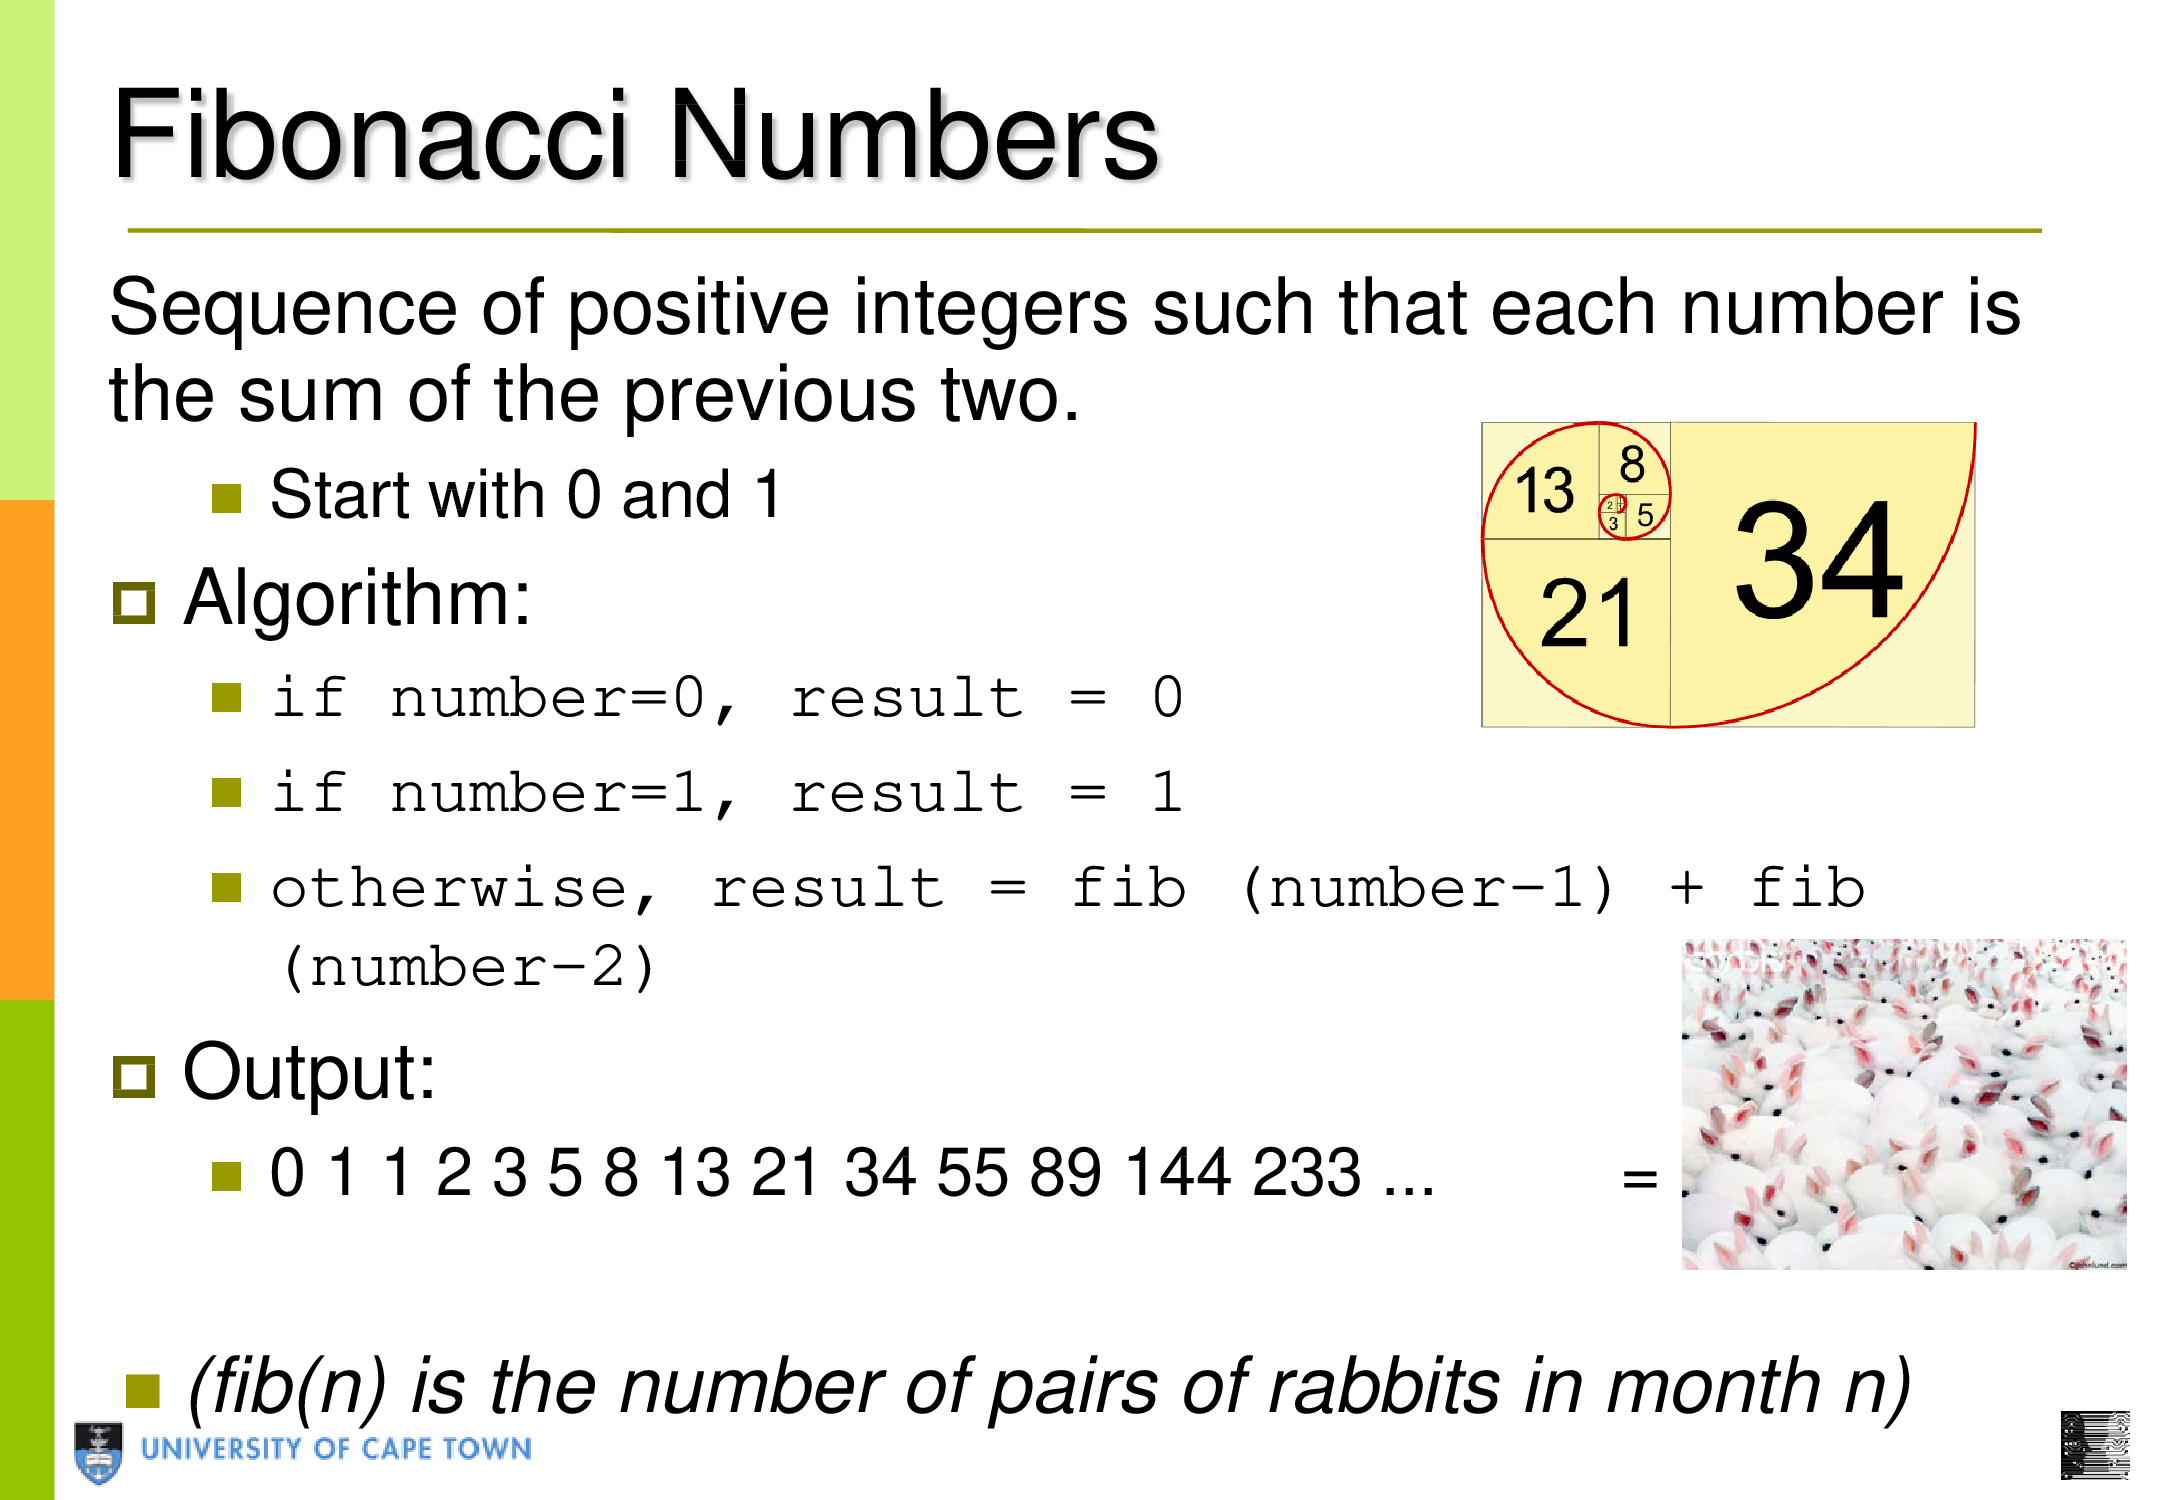 Fibonacci Numbers
Sequence of positive integers such that each number is
the sum of the previous two.
Start with 0 and 1
13
8
2
3
5
21
34
Algorithm:
if number=0, result = 0
if number=1, result = 1
otherwise, result = fib (number-1) + fib
(number-2)
Output:
0 1 1 2 3 5 8 13 21 34 55 89 144 233 ... =
©johnlund.com
(fib(n) is the number of pairs of rabbits in month n)
UNIVERSITY OF CAPE TOWN